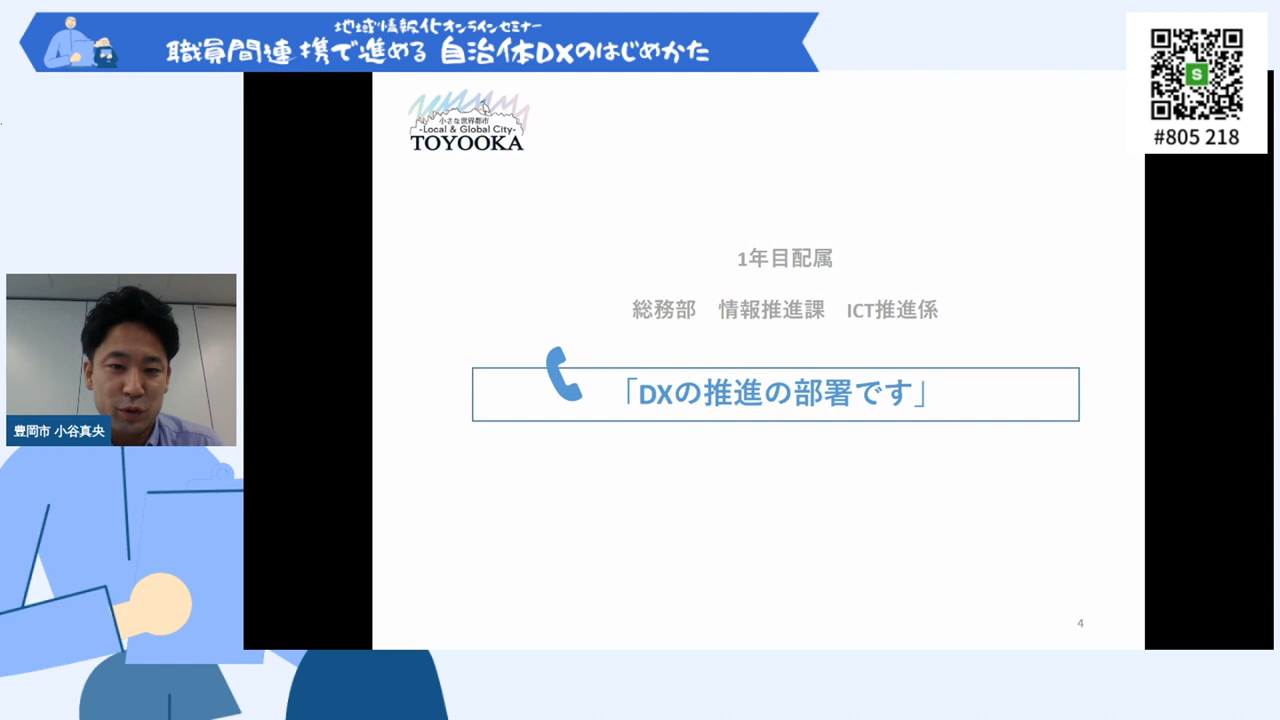 地域情報化オンラインセミナー
職員間連携で進める 自治体DXのはじめかた
S
#805 218
小さな世界都市
-Local & Global City-
TOYOOKA
1年目配属
総務部 情報推進課 ICT推進係
「DXの推進の部署です」
豊岡市 小谷真央
4